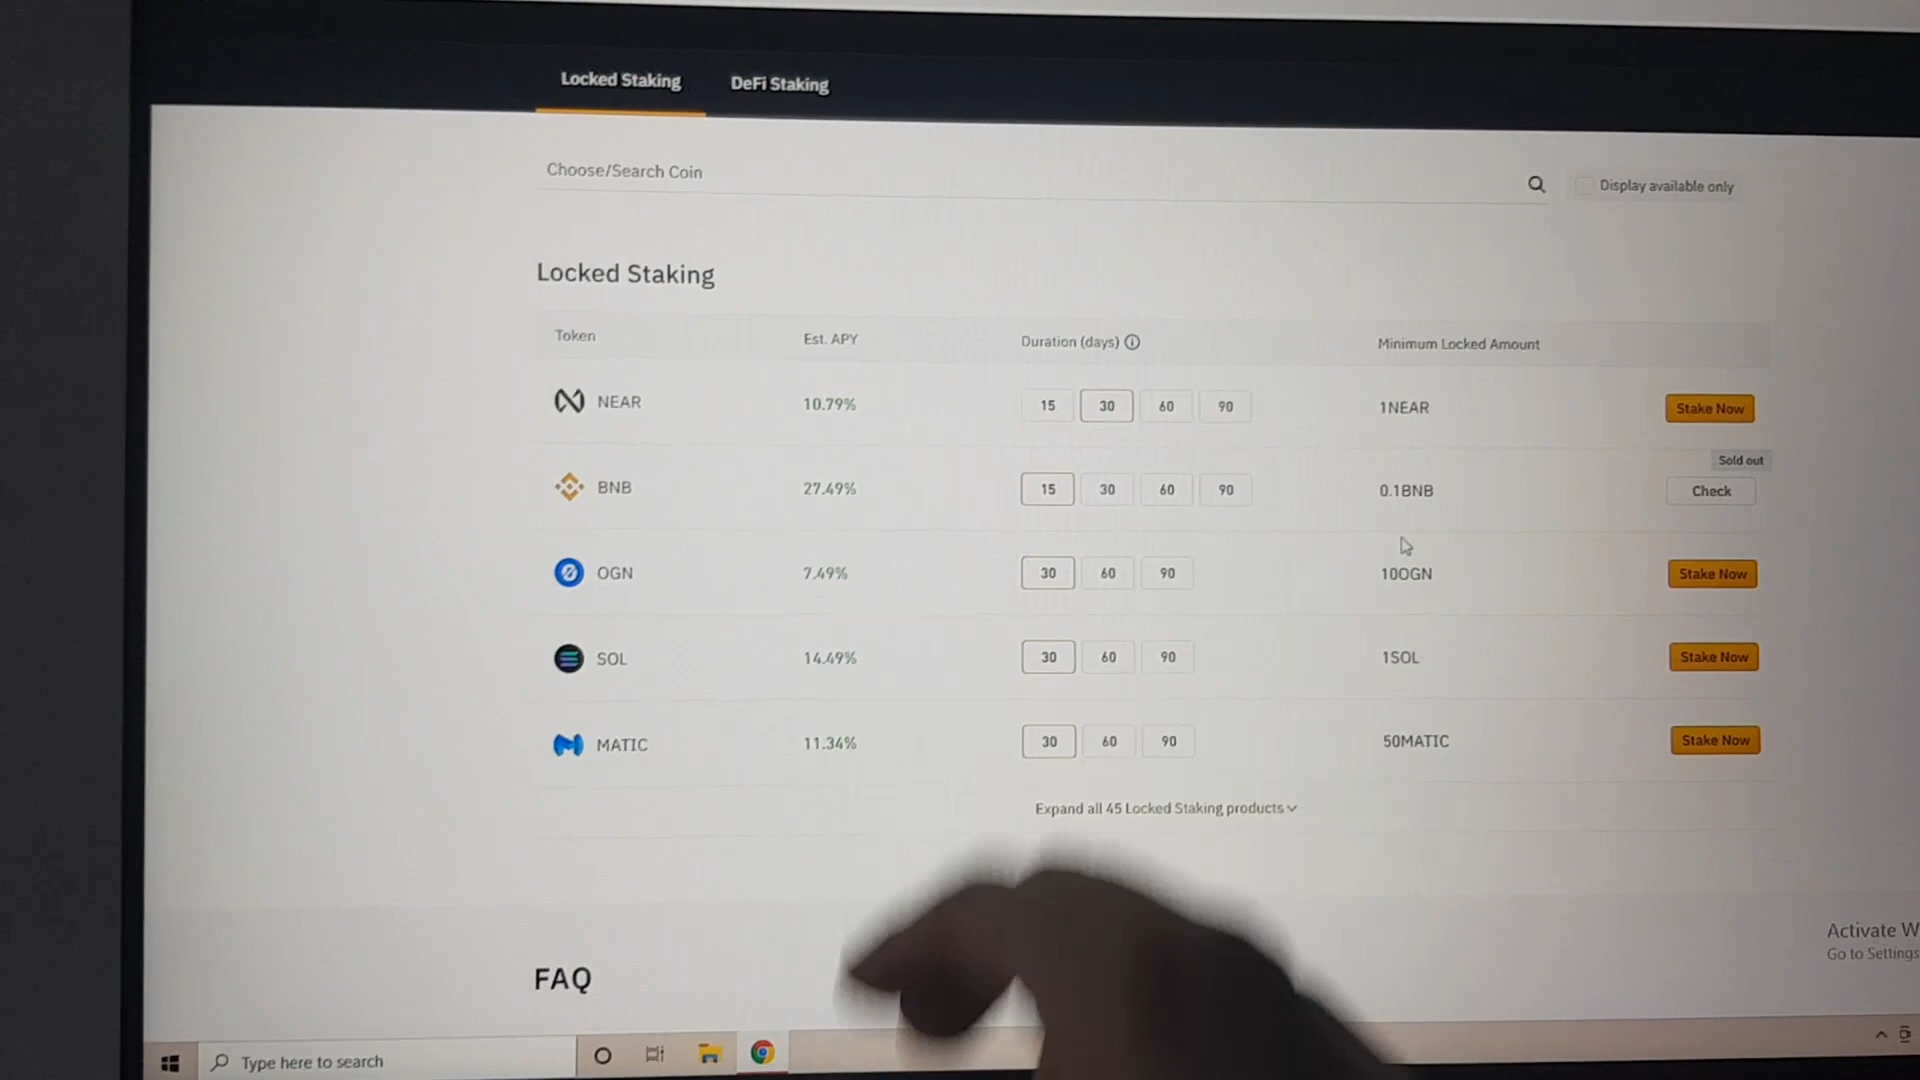 Locked Staking DeFi Staking
Choose/Search Coin Display available only
Locked Staking
Token Est. APY Duration (days) Minimum Locked Amount
NEAR 10.79% 15 30 60 90 1NEAR Stake Now
Sold out
BNB 27.49% 15 30 60 90 0.1BNB Check
OGN 7.49% 30 60 90 10OGN Stake Now
SOL 14.49% 30 60 90 1SOL Stake Now
MATIC 11.34% 30 60 90 50MATIC Stake Now
Expand all 45 Locked Staking products
Activate W
Go to Settings
FAQ
Type here to search